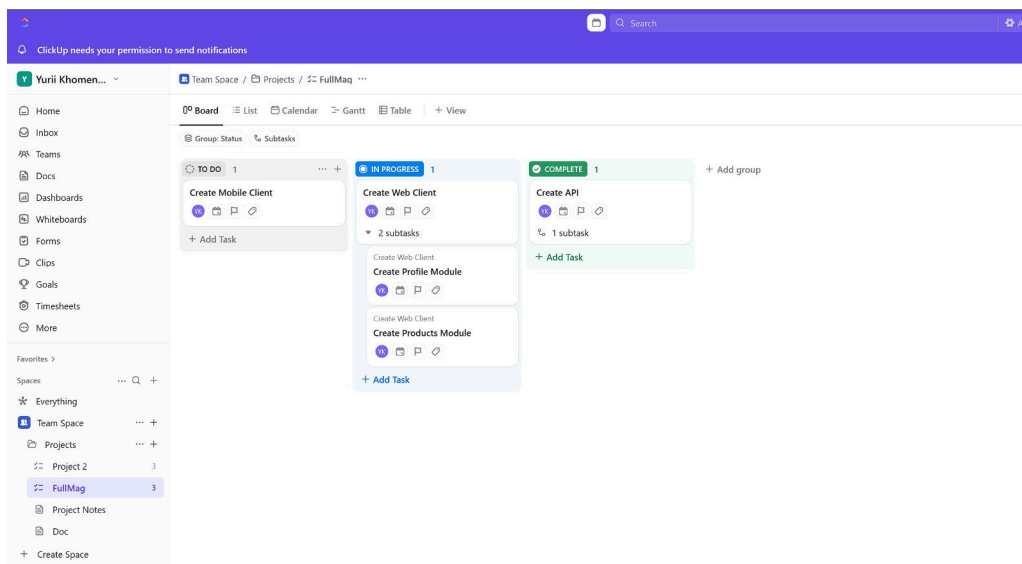 Search
A
ClickUp needs your permission to send notifications
Y Yurii Khomen...
Team Space / Projects / FullMag ...
Home
Inbox
Teams
Docs
Dashboards
Whiteboards
Forms
Clips
Goals
Timesheets
More
Favorites >
Spaces ... +
Everything
Team Space ... +
Projects ... +
Project 2 3
FullMag 3
Project Notes
Doc
+ Create Space
Board List Calendar Gantt Table + View
Group: Status Subtasks
TO DO 1 ... +
Create Mobile Client
YK
+ Add Task
IN PROGRESS 1
Create Web Client
YK
2 subtasks
Create Web Client
Create Profile Module
YK
Create Web Client
Create Products Module
YK
+ Add Task
COMPLETE 1
Create API
YK
1 subtask
+ Add Task
+ Add group